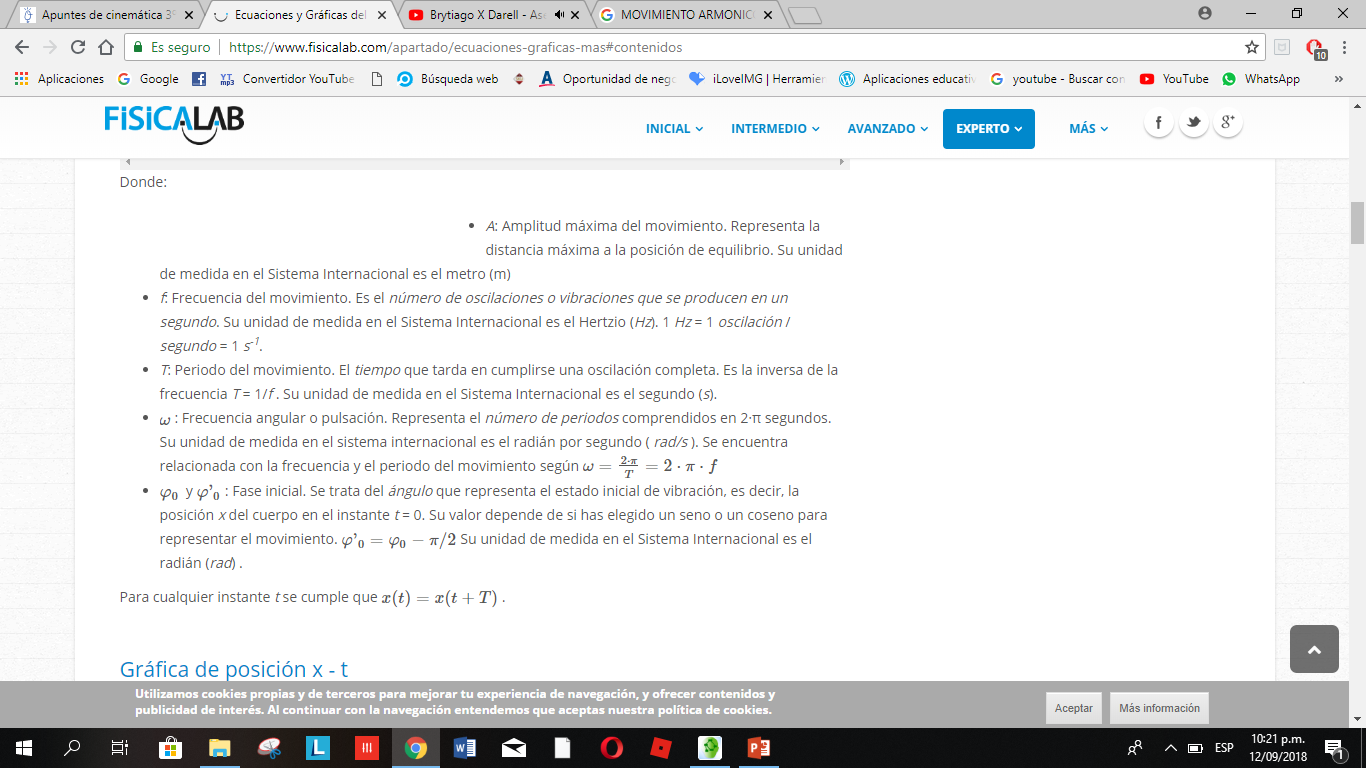 Apuntes de cinemática 3º
Ecuaciones y Gráficas del
Brytiago X Darell - Ase
MOVIMIENTO ARMONICO
Es seguro
https://www.fisicalab.com/apartado/ecuaciones-graficas-mas#contenidos
10
Aplicaciones
Google
YT mp3
Convertidor YouTube
Búsqueda web
Oportunidad de nego
iLoveIMG | Herramien
Aplicaciones educativ
youtube - Buscar con
YouTube
WhatsApp
»
FiSiCALAB
INICIAL
INTERMEDIO
AVANZADO
EXPERTO
MÁS
Donde:
• A: Amplitud máxima del movimiento. Representa la
distancia máxima a la posición de equilibrio. Su unidad
de medida en el Sistema Internacional es el metro (m)
• f: Frecuencia del movimiento. Es el número de oscilaciones o vibraciones que se producen en un
segundo. Su unidad de medida en el Sistema Internacional es el Hertzio (Hz). 1 Hz = 1 oscilación /
segundo = 1 s⁻¹.
• T: Periodo del movimiento. El tiempo que tarda en cumplirse una oscilación completa. Es la inversa de la
frecuencia T = 1/f . Su unidad de medida en el Sistema Internacional es el segundo (s).
• ω : Frecuencia angular o pulsación. Representa el número de periodos comprendidos en 2·π segundos.
Su unidad de medida en el sistema internacional es el radián por segundo ( rad/s ). Se encuentra
relacionada con la frecuencia y el periodo del movimiento según ω = 2·π/T = 2 · π · f
• φ₀ y φ'₀ : Fase inicial. Se trata del ángulo que representa el estado inicial de vibración, es decir, la
posición x del cuerpo en el instante t = 0. Su valor depende de si has elegido un seno o un coseno para
representar el movimiento. φ'₀ = φ₀ − π/2 Su unidad de medida en el Sistema Internacional es el
radián (rad) .
Para cualquier instante t se cumple que x(t) = x(t + T) .
Gráfica de posición x - t
Utilizamos cookies propias y de terceros para mejorar tu experiencia de navegación, y ofrecer contenidos y
publicidad de interés. Al continuar con la navegación entendemos que aceptas nuestra política de cookies.
Aceptar
Más información
ESP
10:21 p.m.
12/09/2018
1